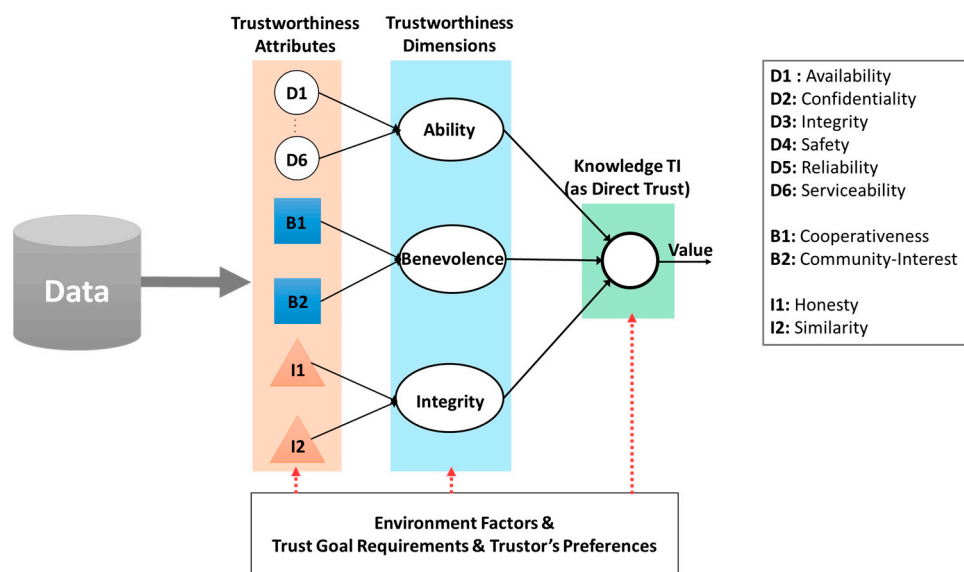 Trustworthiness
Attributes
Trustworthiness
Dimensions
D1
D6
B1
B2
I1
I2
Data
Ability
Benevolence
Integrity
Knowledge TI
(as Direct Trust)
Value
D1 : Availability
D2: Confidentiality
D3: Integrity
D4: Safety
D5: Reliability
D6: Serviceability
B1: Cooperativeness
B2: Community-Interest
I1: Honesty
I2: Similarity
Environment Factors &
Trust Goal Requirements & Trustor's Preferences